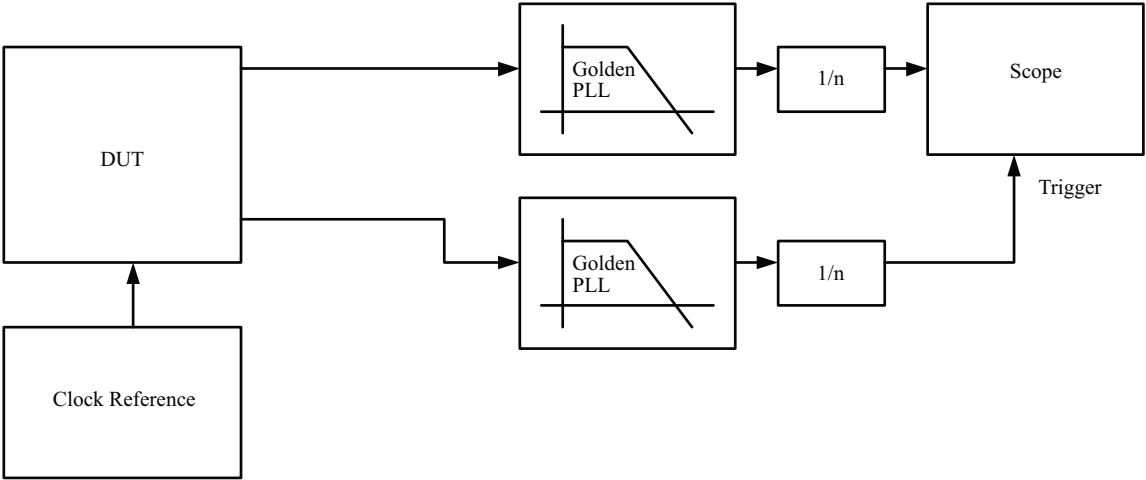 DUT
Golden
PLL
1/n
Scope
Trigger
Golden
PLL
1/n
Clock Reference